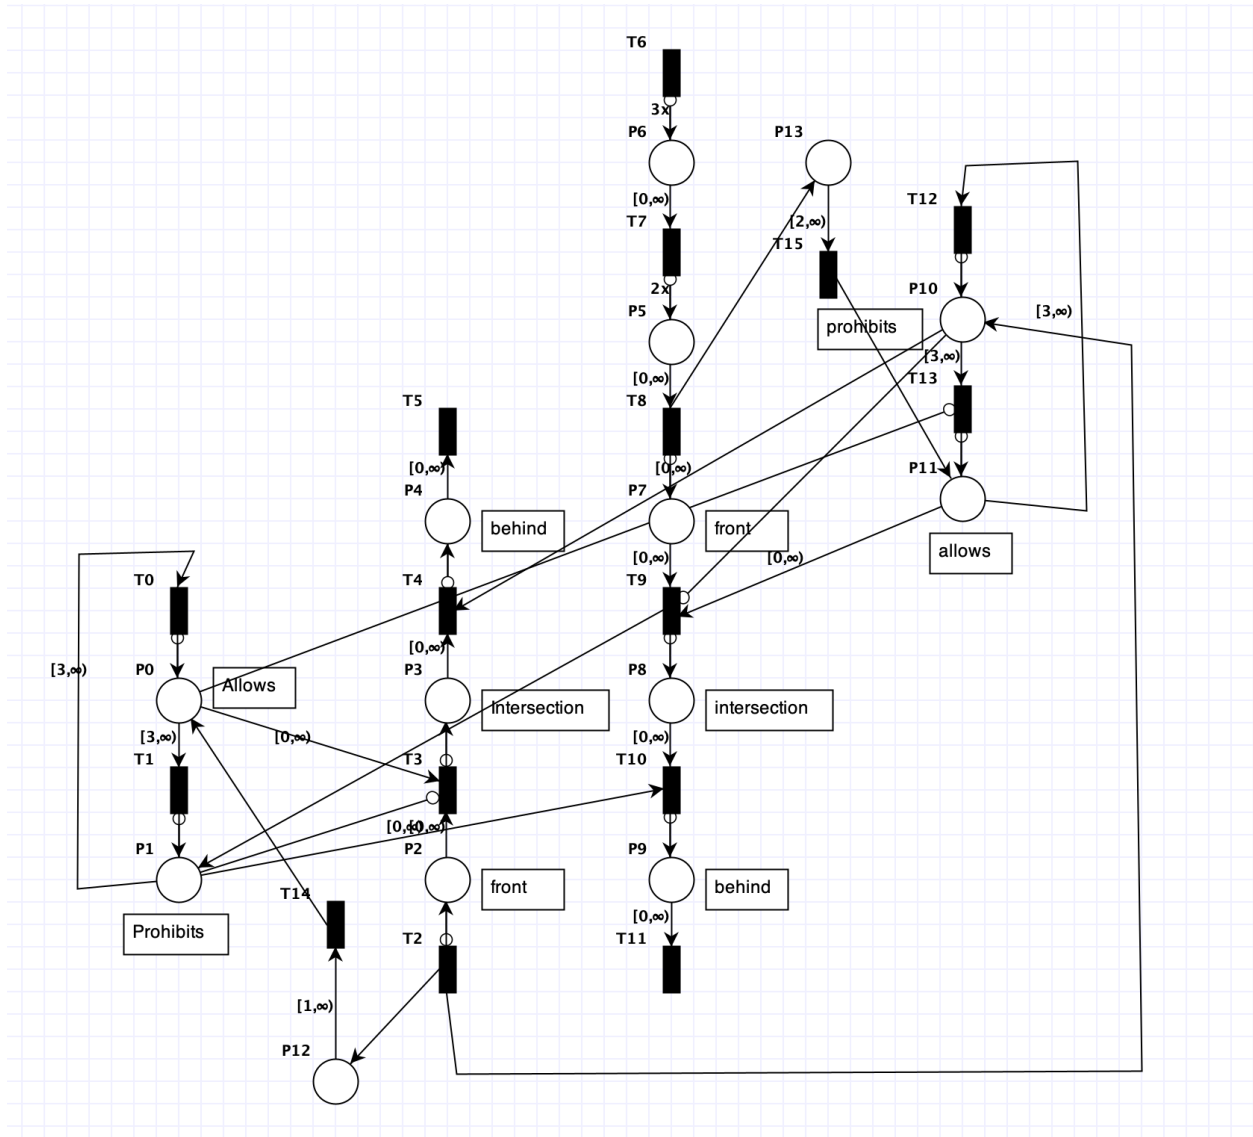 T6
3x
P6
P13
[0,∞)
T7
[2,∞)
T15
T12
2x
P5
P10
prohibits
[3,∞)
[0,∞)
[3,∞)
T8
T13
T5
[0,∞)
[0,∞)
P4
P7
P11
behind
front
allows
[0,∞)
[0,∞)
T0
T4
T9
[0,∞)
[3,∞)
P0
Allows
P3
P8
Intersection
intersection
[3,∞)
[0,∞)
[0,∞)
T1
T3
T10
[0,∞)
[0,∞)
P1
P2
P9
front
behind
T14
Prohibits
[0,∞)
T2
T11
[1,∞)
P12